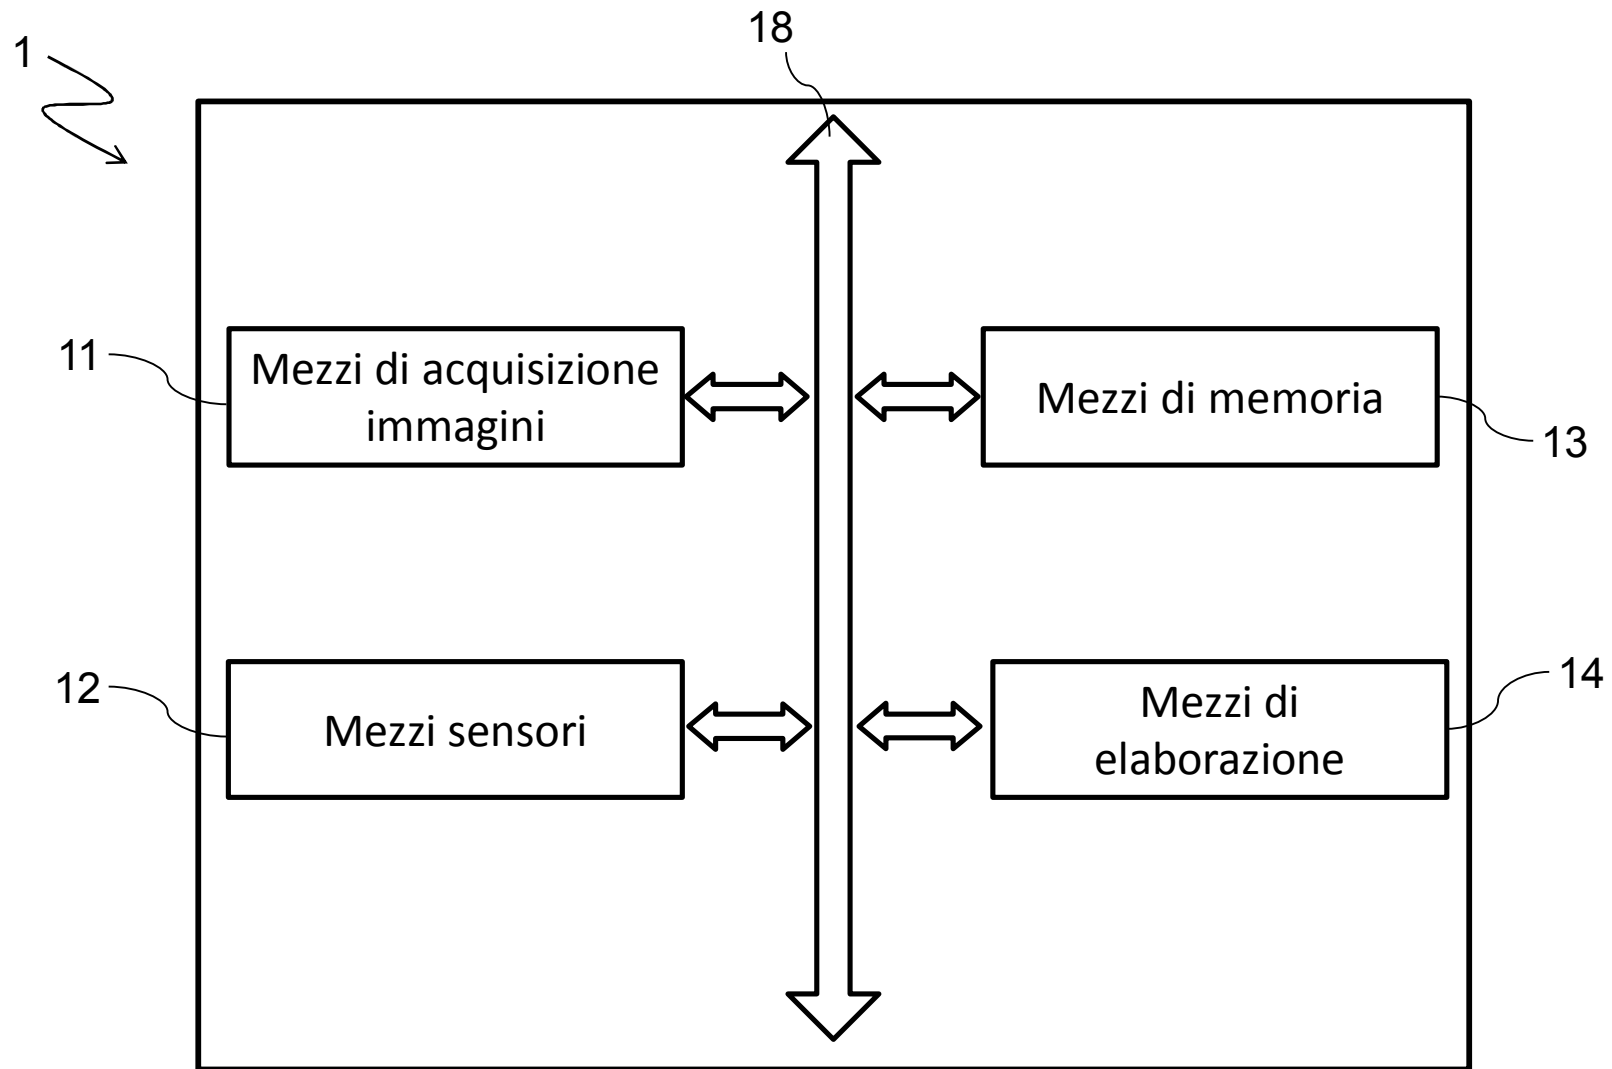 18
1
11
Mezzi di acquisizione
immagini
Mezzi di memoria
13
12
Mezzi sensori
Mezzi di
elaborazione
14